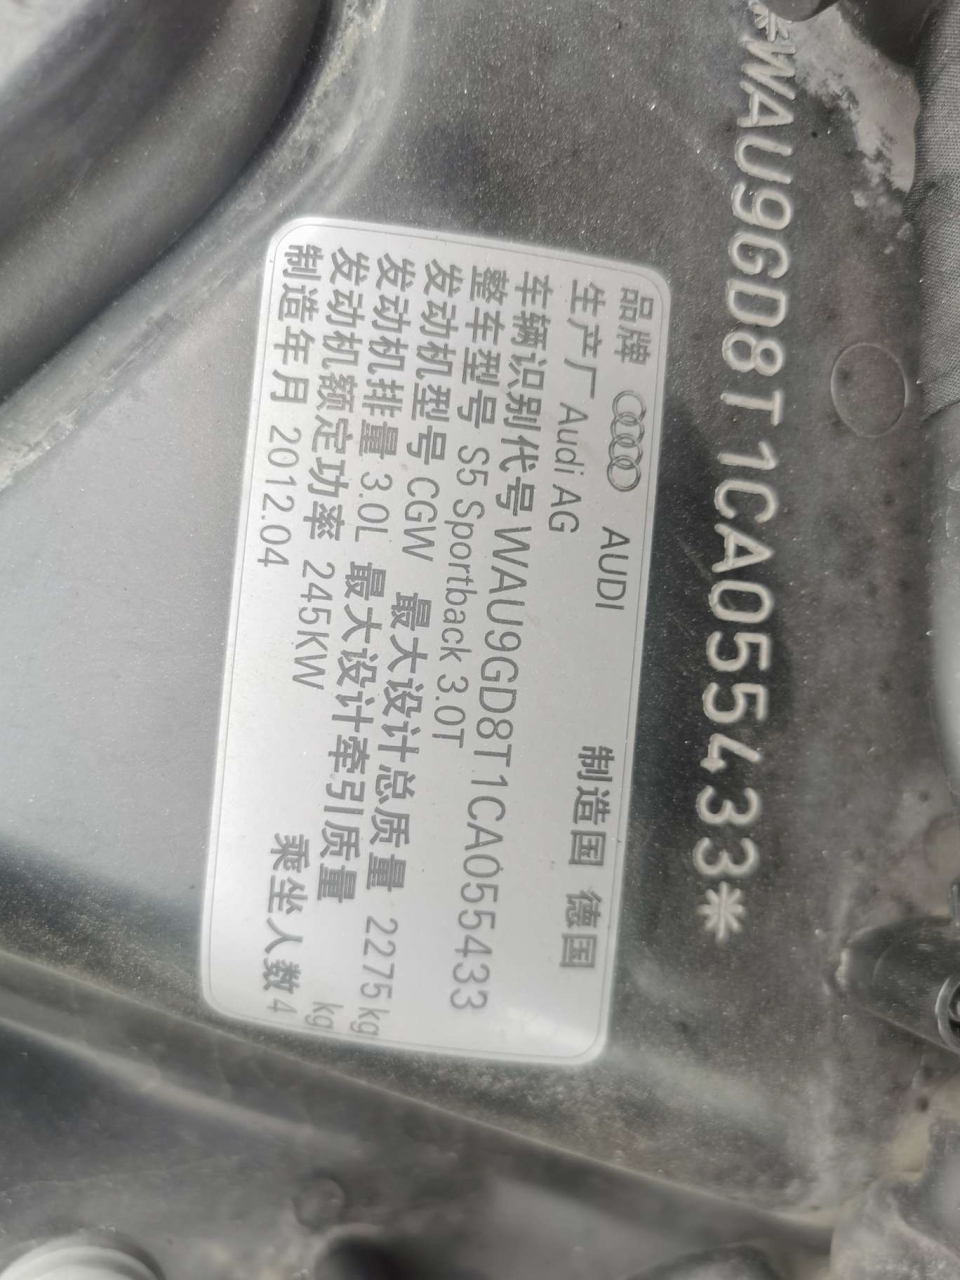 *WAU9GD8T1CA055433*
品牌 AUDI 制造国 德国
生产厂 Audi AG
车辆识别代号 WAU9GD8T1CA055433
整车型号 S5 Sportback 3.0T
发动机型号 CGW 最大设计总质量 2275 kg
发动机排量 3.0L 最大设计牵引质量 kg
发动机额定功率 245KW 乘坐人数 4
制造年月 2012.04